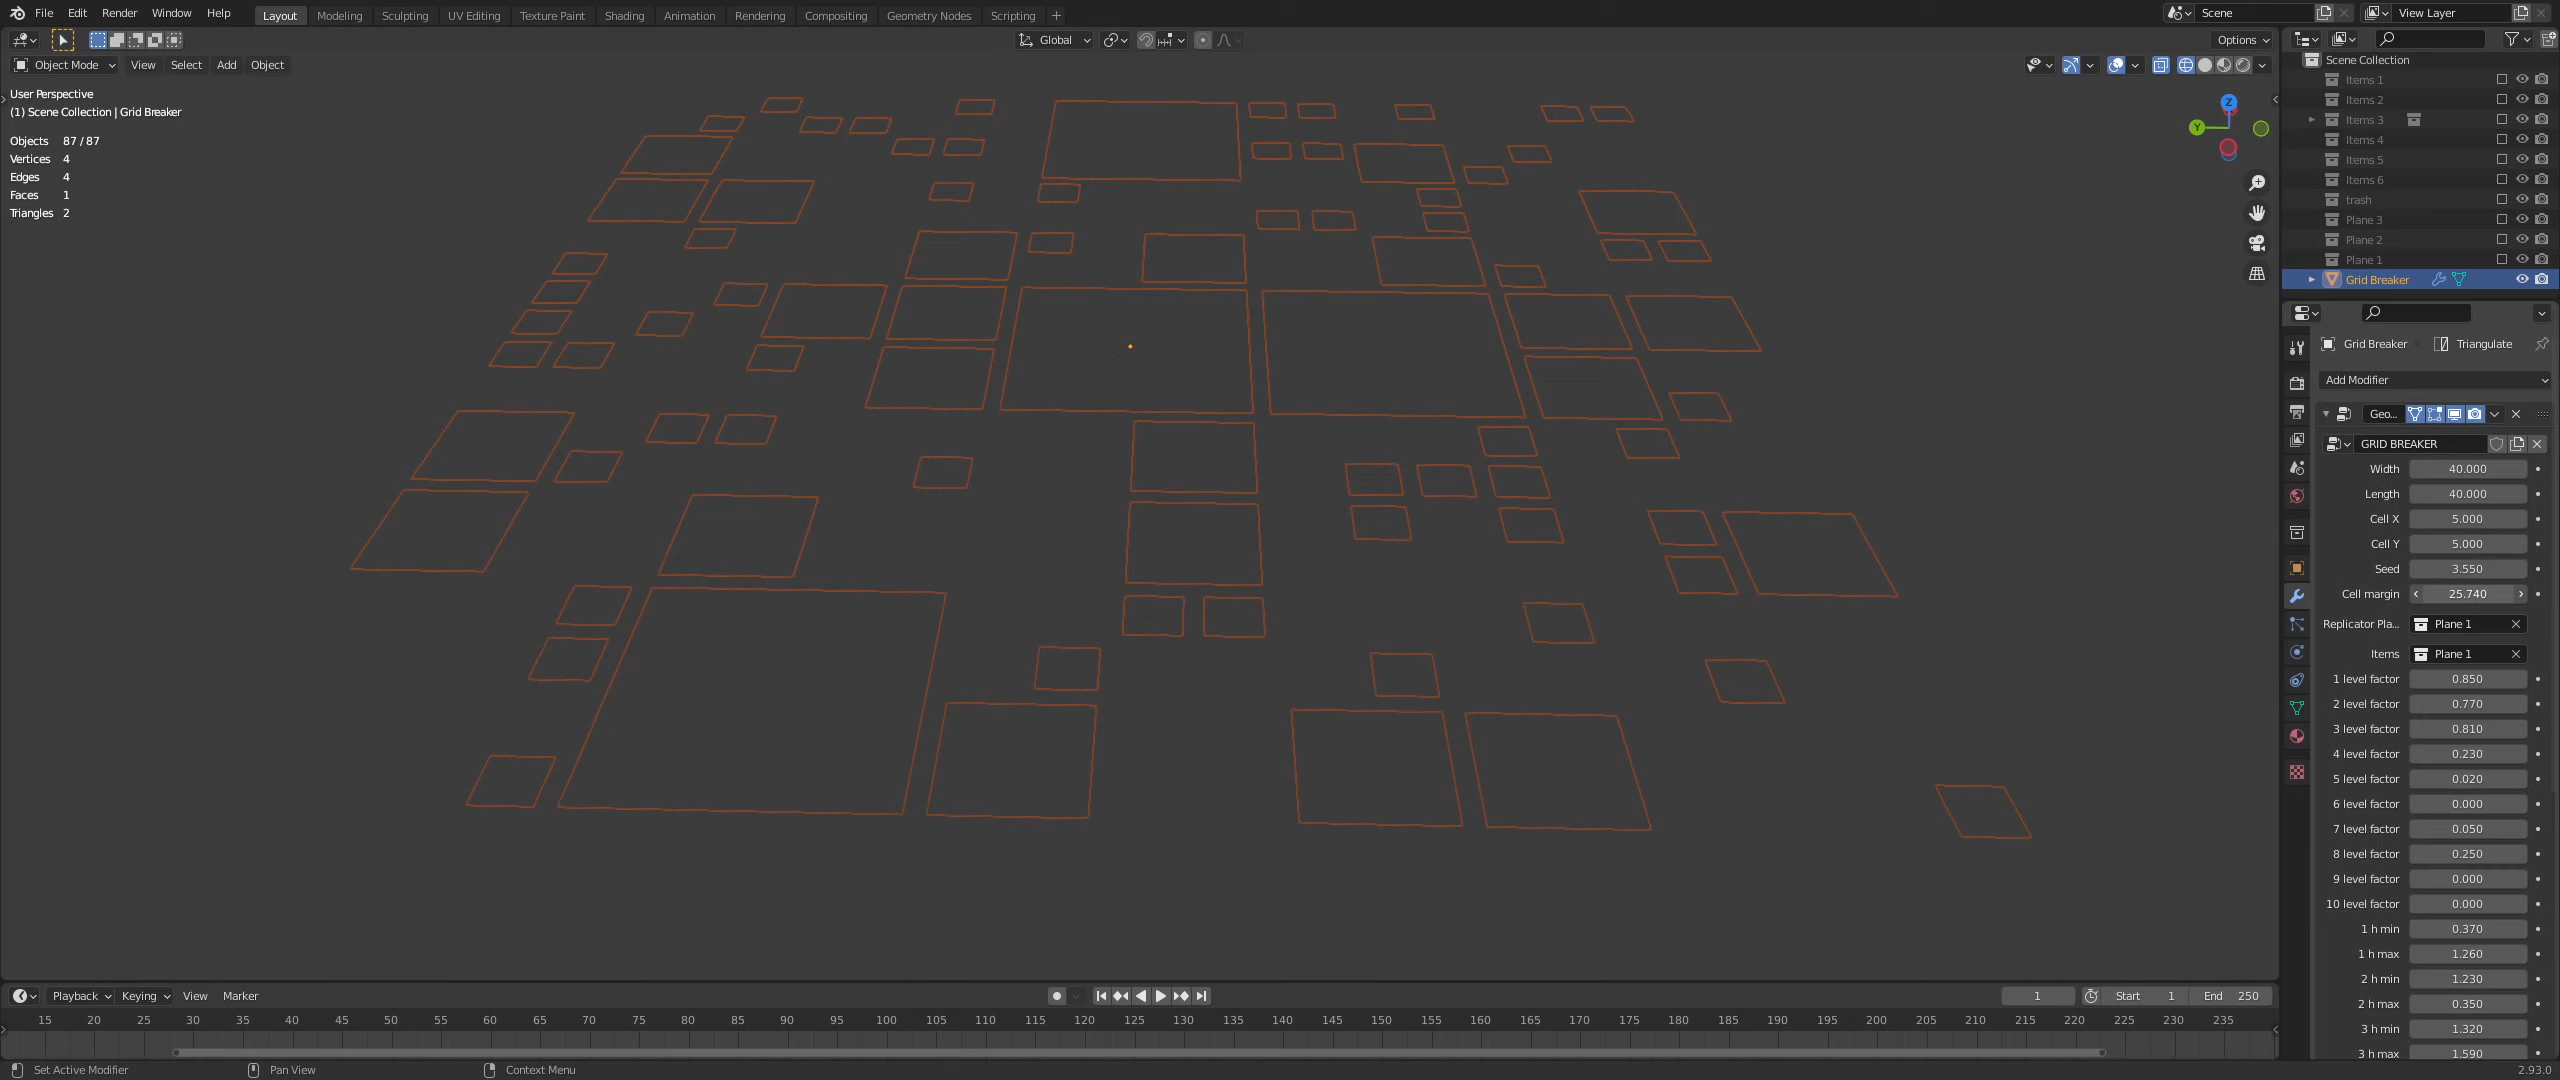 File Edit Render Window Help Layout Modeling Sculpting UV Editing Texture Paint Shading Animation Rendering Compositing Geometry Nodes Scripting + Scene View Layer
Global Options
Object Mode View Select Add Object
User Perspective
(1) Scene Collection | Grid Breaker
Objects 87 / 87
Vertices 4
Edges 4
Faces 1
Triangles 2
Z
Y
Scene Collection
Items 1
Items 2
Items 3
Items 4
Items 5
Items 6
trash
Plane 3
Plane 2
Plane 1
Grid Breaker
Grid Breaker Triangulate
Add Modifier
Geo...
GRID BREAKER
Width 40.000
Length 40.000
Cell X 5.000
Cell Y 5.000
Seed 3.550
Cell margin 25.740
Replicator Pla... Plane 1
Items Plane 1
1 level factor 0.850
2 level factor 0.770
3 level factor 0.810
4 level factor 0.230
5 level factor 0.020
6 level factor 0.000
7 level factor 0.050
8 level factor 0.250
9 level factor 0.000
10 level factor 0.000
1 h min 0.370
1 h max 1.260
2 h min 1.230
2 h max 0.350
3 h min 1.320
3 h max 1.590
Playback Keying View Marker 1 Start 1 End 250
15 20 25 30 35 40 45 50 55 60 65 70 75 80 85 90 95 100 105 110 115 120 125 130 135 140 145 150 155 160 165 170 175 180 185 190 195 200 205 210 215 220 225 230 235
Set Active Modifier Pan View Context Menu 2.93.0